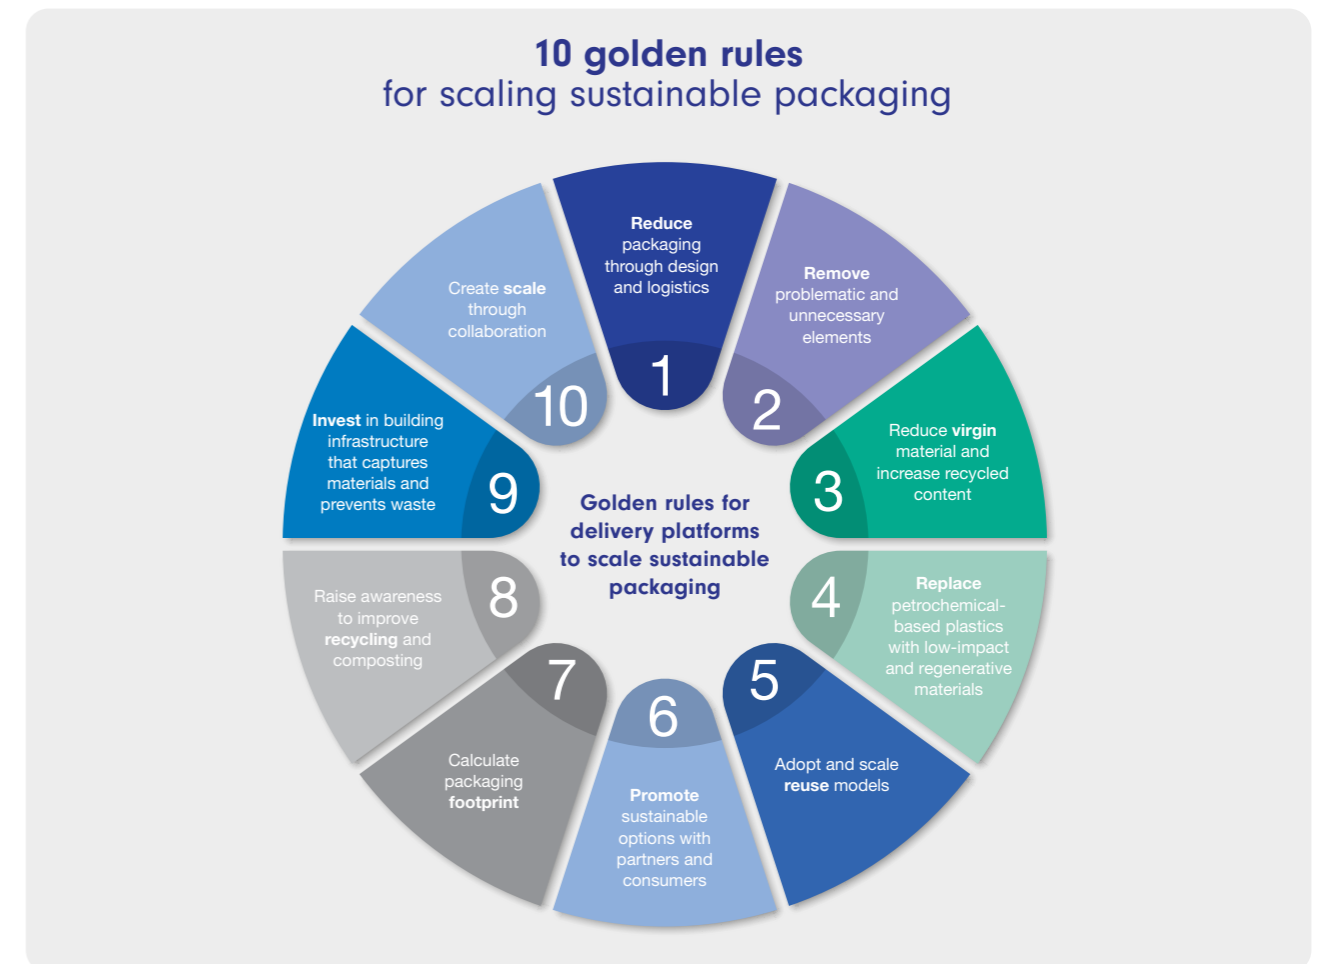 10 golden rules
for scaling sustainable packaging
Reduce
packaging
through design
and logistics
1
Remove
problematic and
unnecessary
elements
2
Reduce virgin
material and
increase recycled
content
3
Replace
petrochemical-
based plastics
with low-impact
and regenerative
materials
4
Adopt and scale
reuse models
5
Promote
sustainable
options with
partners and
consumers
6
Calculate
packaging
footprint
7
Raise awareness
to improve
recycling and
composting
8
Invest in building
infrastructure
that captures
materials and
prevents waste
9
Create scale
through
collaboration
10
Golden rules for
delivery platforms
to scale sustainable
packaging